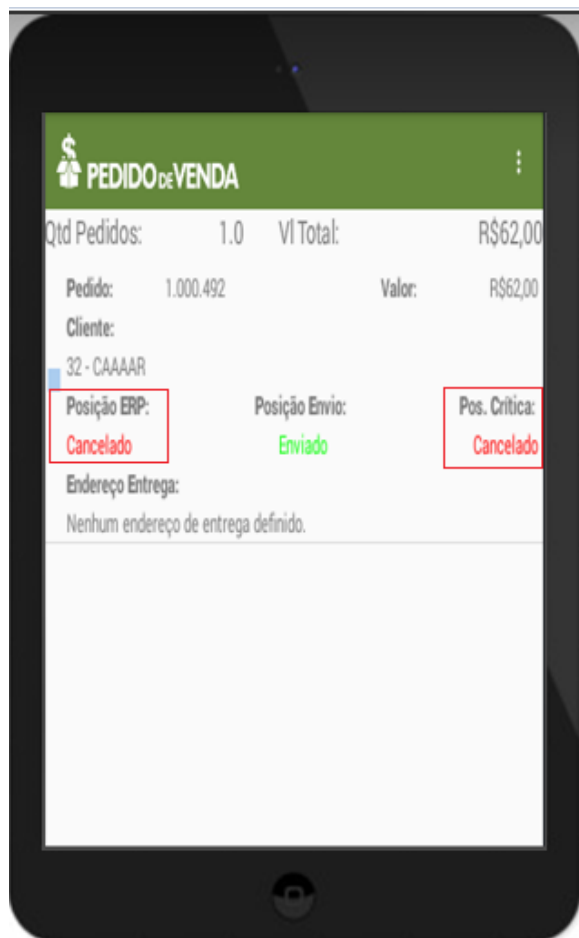 $
PEDIDO DE VENDA
Qtd Pedidos: 1.0 Vl Total: R$62,00
Pedido: 1.000.492 Valor: R$62,00
Cliente:
32 - CAAAAR
Posição ERP: Posição Envio: Pos. Crítica:
Cancelado Enviado Cancelado
Endereço Entrega:
Nenhum endereço de entrega definido.